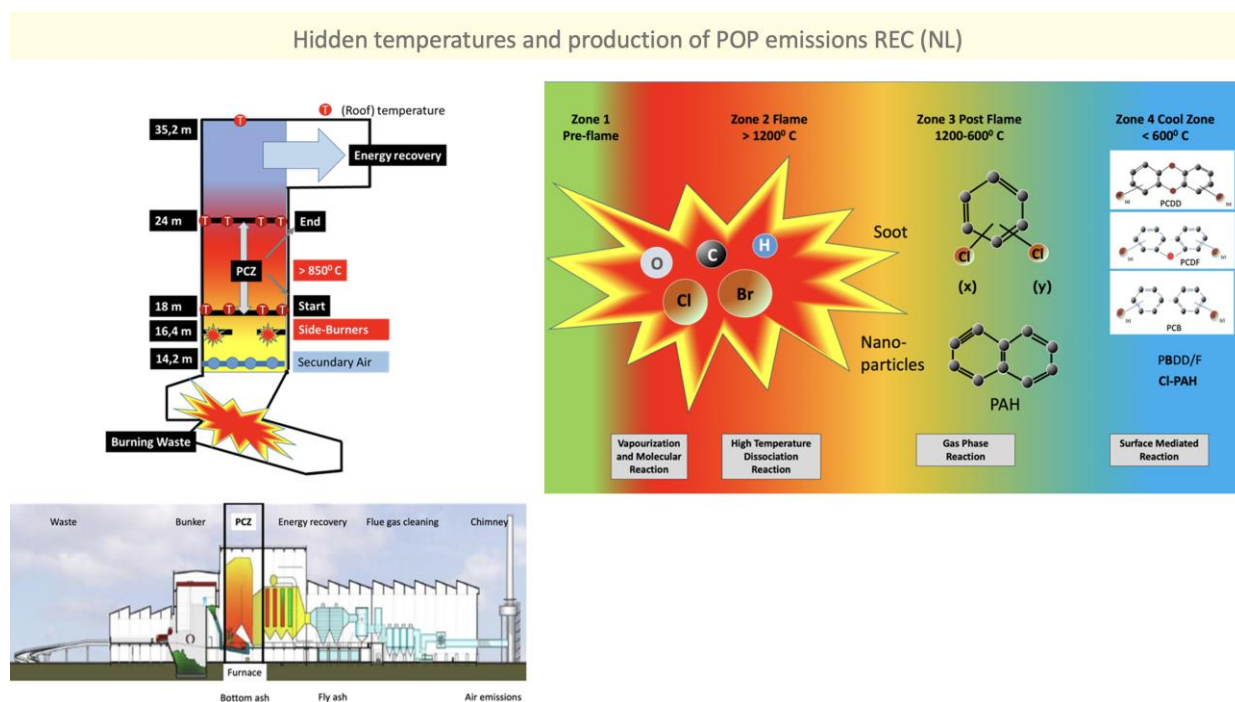 Hidden temperatures and production of POP emissions REC (NL)
T (Roof) temperature
35,2 m
T
Energy recovery
24 m
T T T T
End
PCZ
> 850⁰ C
18 m
T T T T
Start
16,4 m
Side-Burners
14,2 m
Secundary Air
Burning Waste
Zone 1
Pre-flame
Zone 2 Flame
> 1200⁰ C
Zone 3 Post Flame
1200-600⁰ C
Zone 4 Cool Zone
< 600⁰ C
O
C
H
Cl
Br
Soot
Nano-
particles
Cl
Cl
(x)
(y)
PAH
(x)
(y)
PCDD
(x)
(y)
PCDF
(x)
(y)
PCB
PBDD/F
Cl-PAH
Vapourization
and Molecular
Reaction
High Temperature
Dissociation
Reaction
Gas Phase
Reaction
Surface Mediated
Reaction
Waste
Bunker
PCZ
Energy recovery
Flue gas cleaning
Chimney
Furnace
Bottom ash
Fly ash
Air emissions